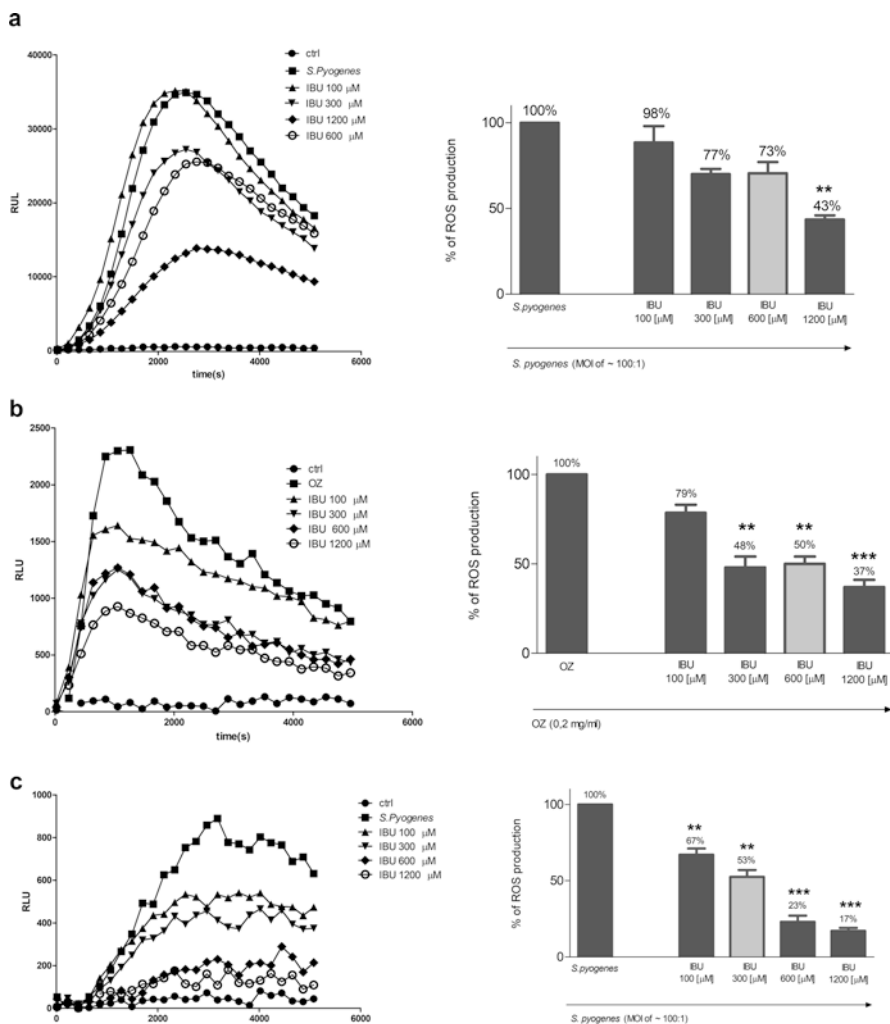 a
40000
30000
20000
10000
0
RUL
0 2000 4000 6000
time(s)
ctrl
S.Pyogenes
IBU 100 μM
IBU 300 μM
IBU 1200 μM
IBU 600 μM
% of ROS production
100
50
0
100%
98%
77%
73%
**
43%
S.pyogenes
IBU
100 [μM]
IBU
300 [μM]
IBU
600 [μM]
IBU
1200 [μM]
S. pyogenes (MOI of ~ 100:1)
b
2500
2000
1500
1000
500
0
RLU
0 2000 4000 6000
time(s)
ctrl
OZ
IBU 100 μM
IBU 300 μM
IBU 600 μM
IBU 1200 μM
% of ROS production
100
50
0
100%
79%
**
48%
**
50%
***
37%
OZ
IBU
100 [μM]
IBU
300 [μM]
IBU
600 [μM]
IBU
1200 [μM]
OZ (0,2 mg/ml)
c
1000
800
600
400
200
0
RLU
0 2000 4000 6000
ctrl
S.Pyogenes
IBU 100 μM
IBU 300 μM
IBU 600 μM
IBU 1200 μM
% of ROS production
100
50
0
100%
**
67%
**
53%
***
23%
***
17%
S.pyogenes
IBU
100 [μM]
IBU
300 [μM]
IBU
600 [μM]
IBU
1200 [μM]
S. pyogenes (MOI of ~ 100:1)